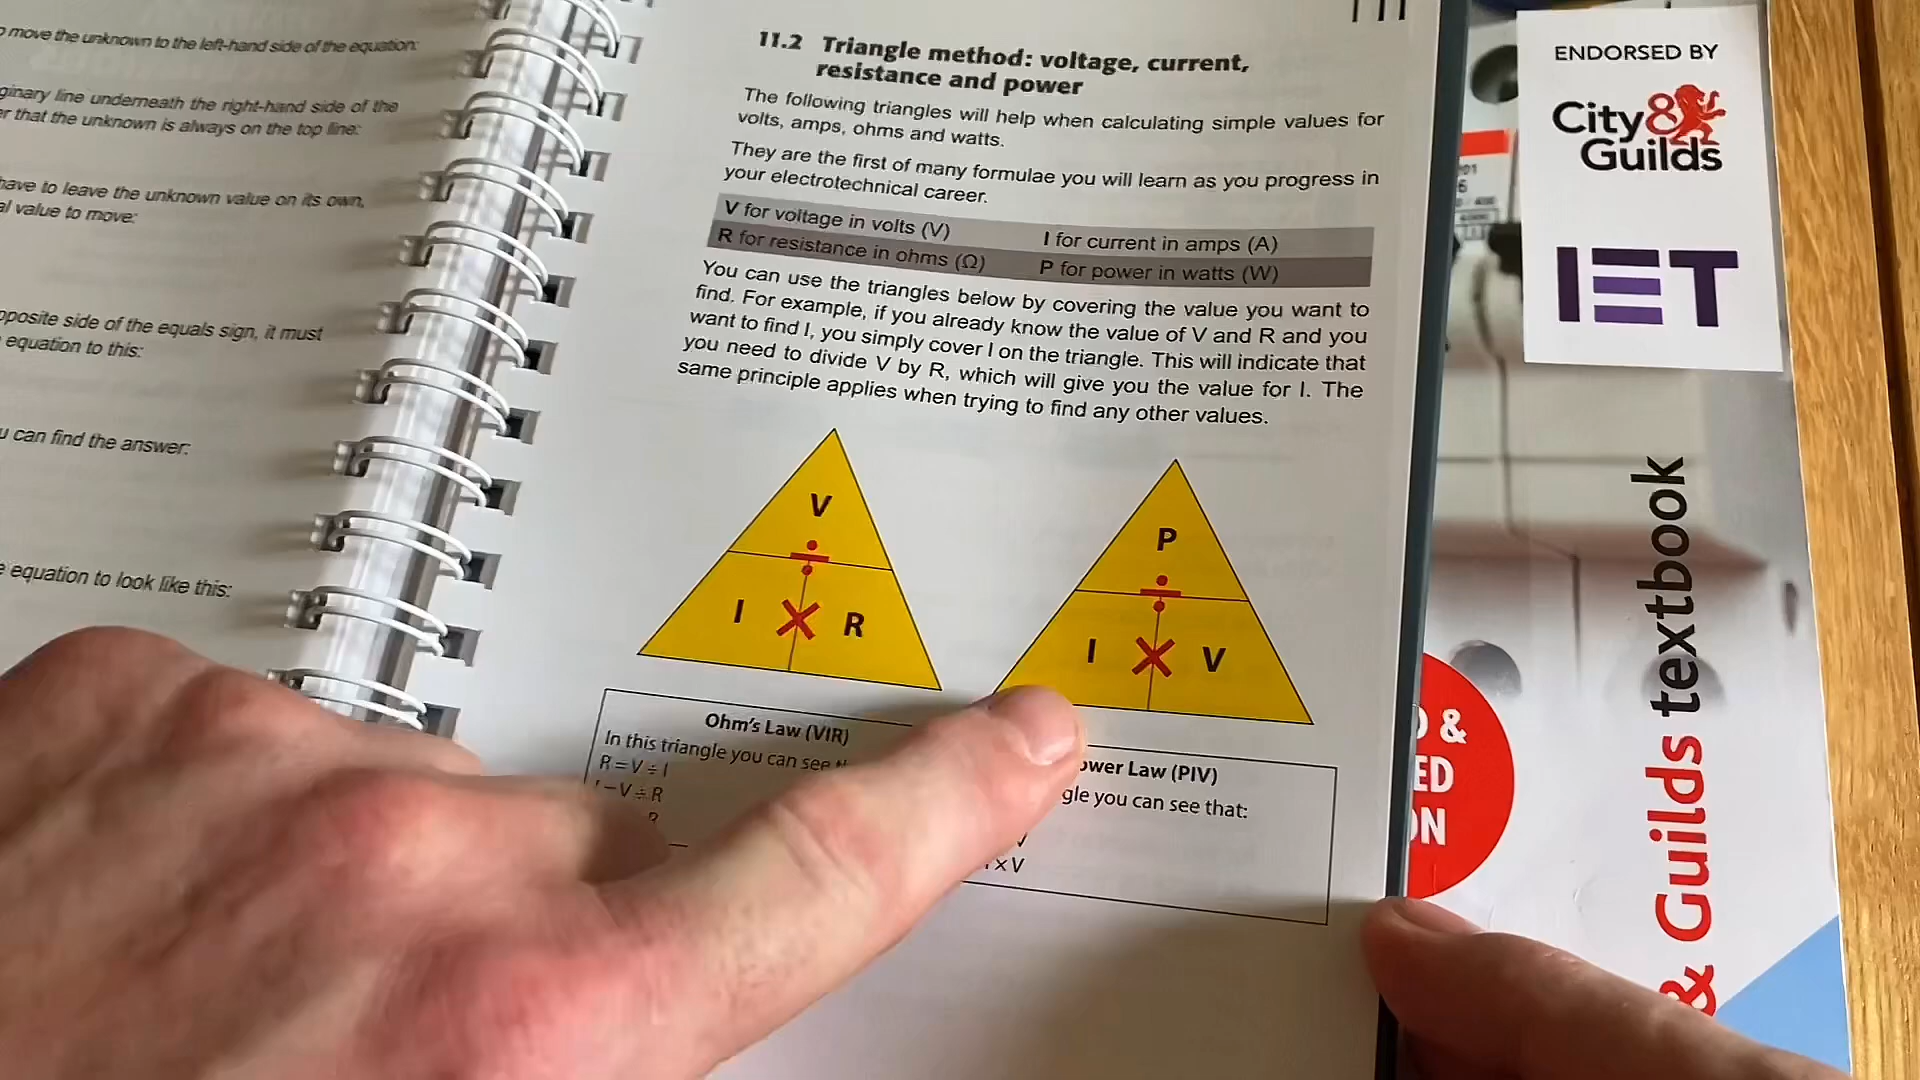 move the unknown to the left-hand side of the equation:
ginary line underneath the right-hand side of the
er that the unknown is always on the top line:
have to leave the unknown value on its own,
al value to move:
pposite side of the equals sign, it must
equation to this:
u can find the answer:
equation to look like this:
11.2 Triangle method: voltage, current,
resistance and power
The following triangles will help when calculating simple values for
volts, amps, ohms and watts.
They are the first of many formulae you will learn as you progress in
your electrotechnical career.
V for voltage in volts (V) I for current in amps (A)
R for resistance in ohms (Ω) P for power in watts (W)
You can use the triangles below by covering the value you want to
find. For example, if you already know the value of V and R and you
want to find I, you simply cover I on the triangle. This will indicate that
you need to divide V by R, which will give you the value for I. The
same principle applies when trying to find any other values.
V
÷
I × R
P
÷
I × V
Ohm's Law (VIR)
In this triangle you can see
R = V ÷ I
V ÷ R
ower Law (PIV)
gle you can see that:
× V
ENDORSED BY
City & Guilds
IET
& Guilds textbook
&
ED
ON